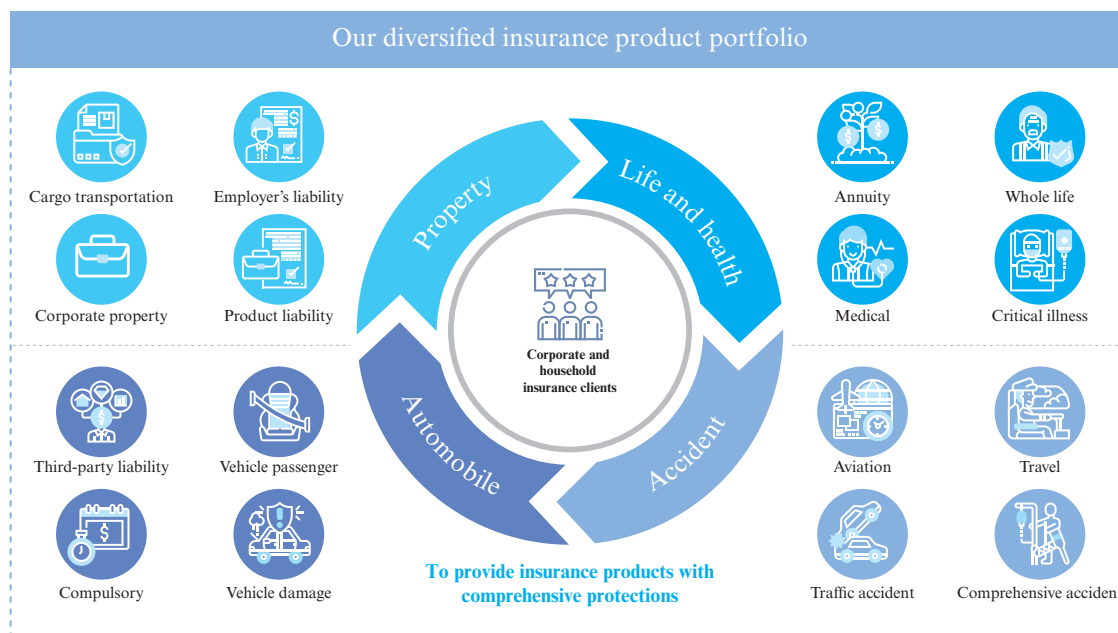 Our diversified insurance product portfolio
Cargo transportation
Employer's liability
Corporate property
Product liability
Property
Life and health
Annuity
Whole life
Medical
Critical illness
Corporate and
household
insurance clients
Third-party liability
Vehicle passenger
Compulsory
Vehicle damage
Automobile
Accident
Aviation
Travel
Traffic accident
Comprehensive acciden
To provide insurance products with
comprehensive protections